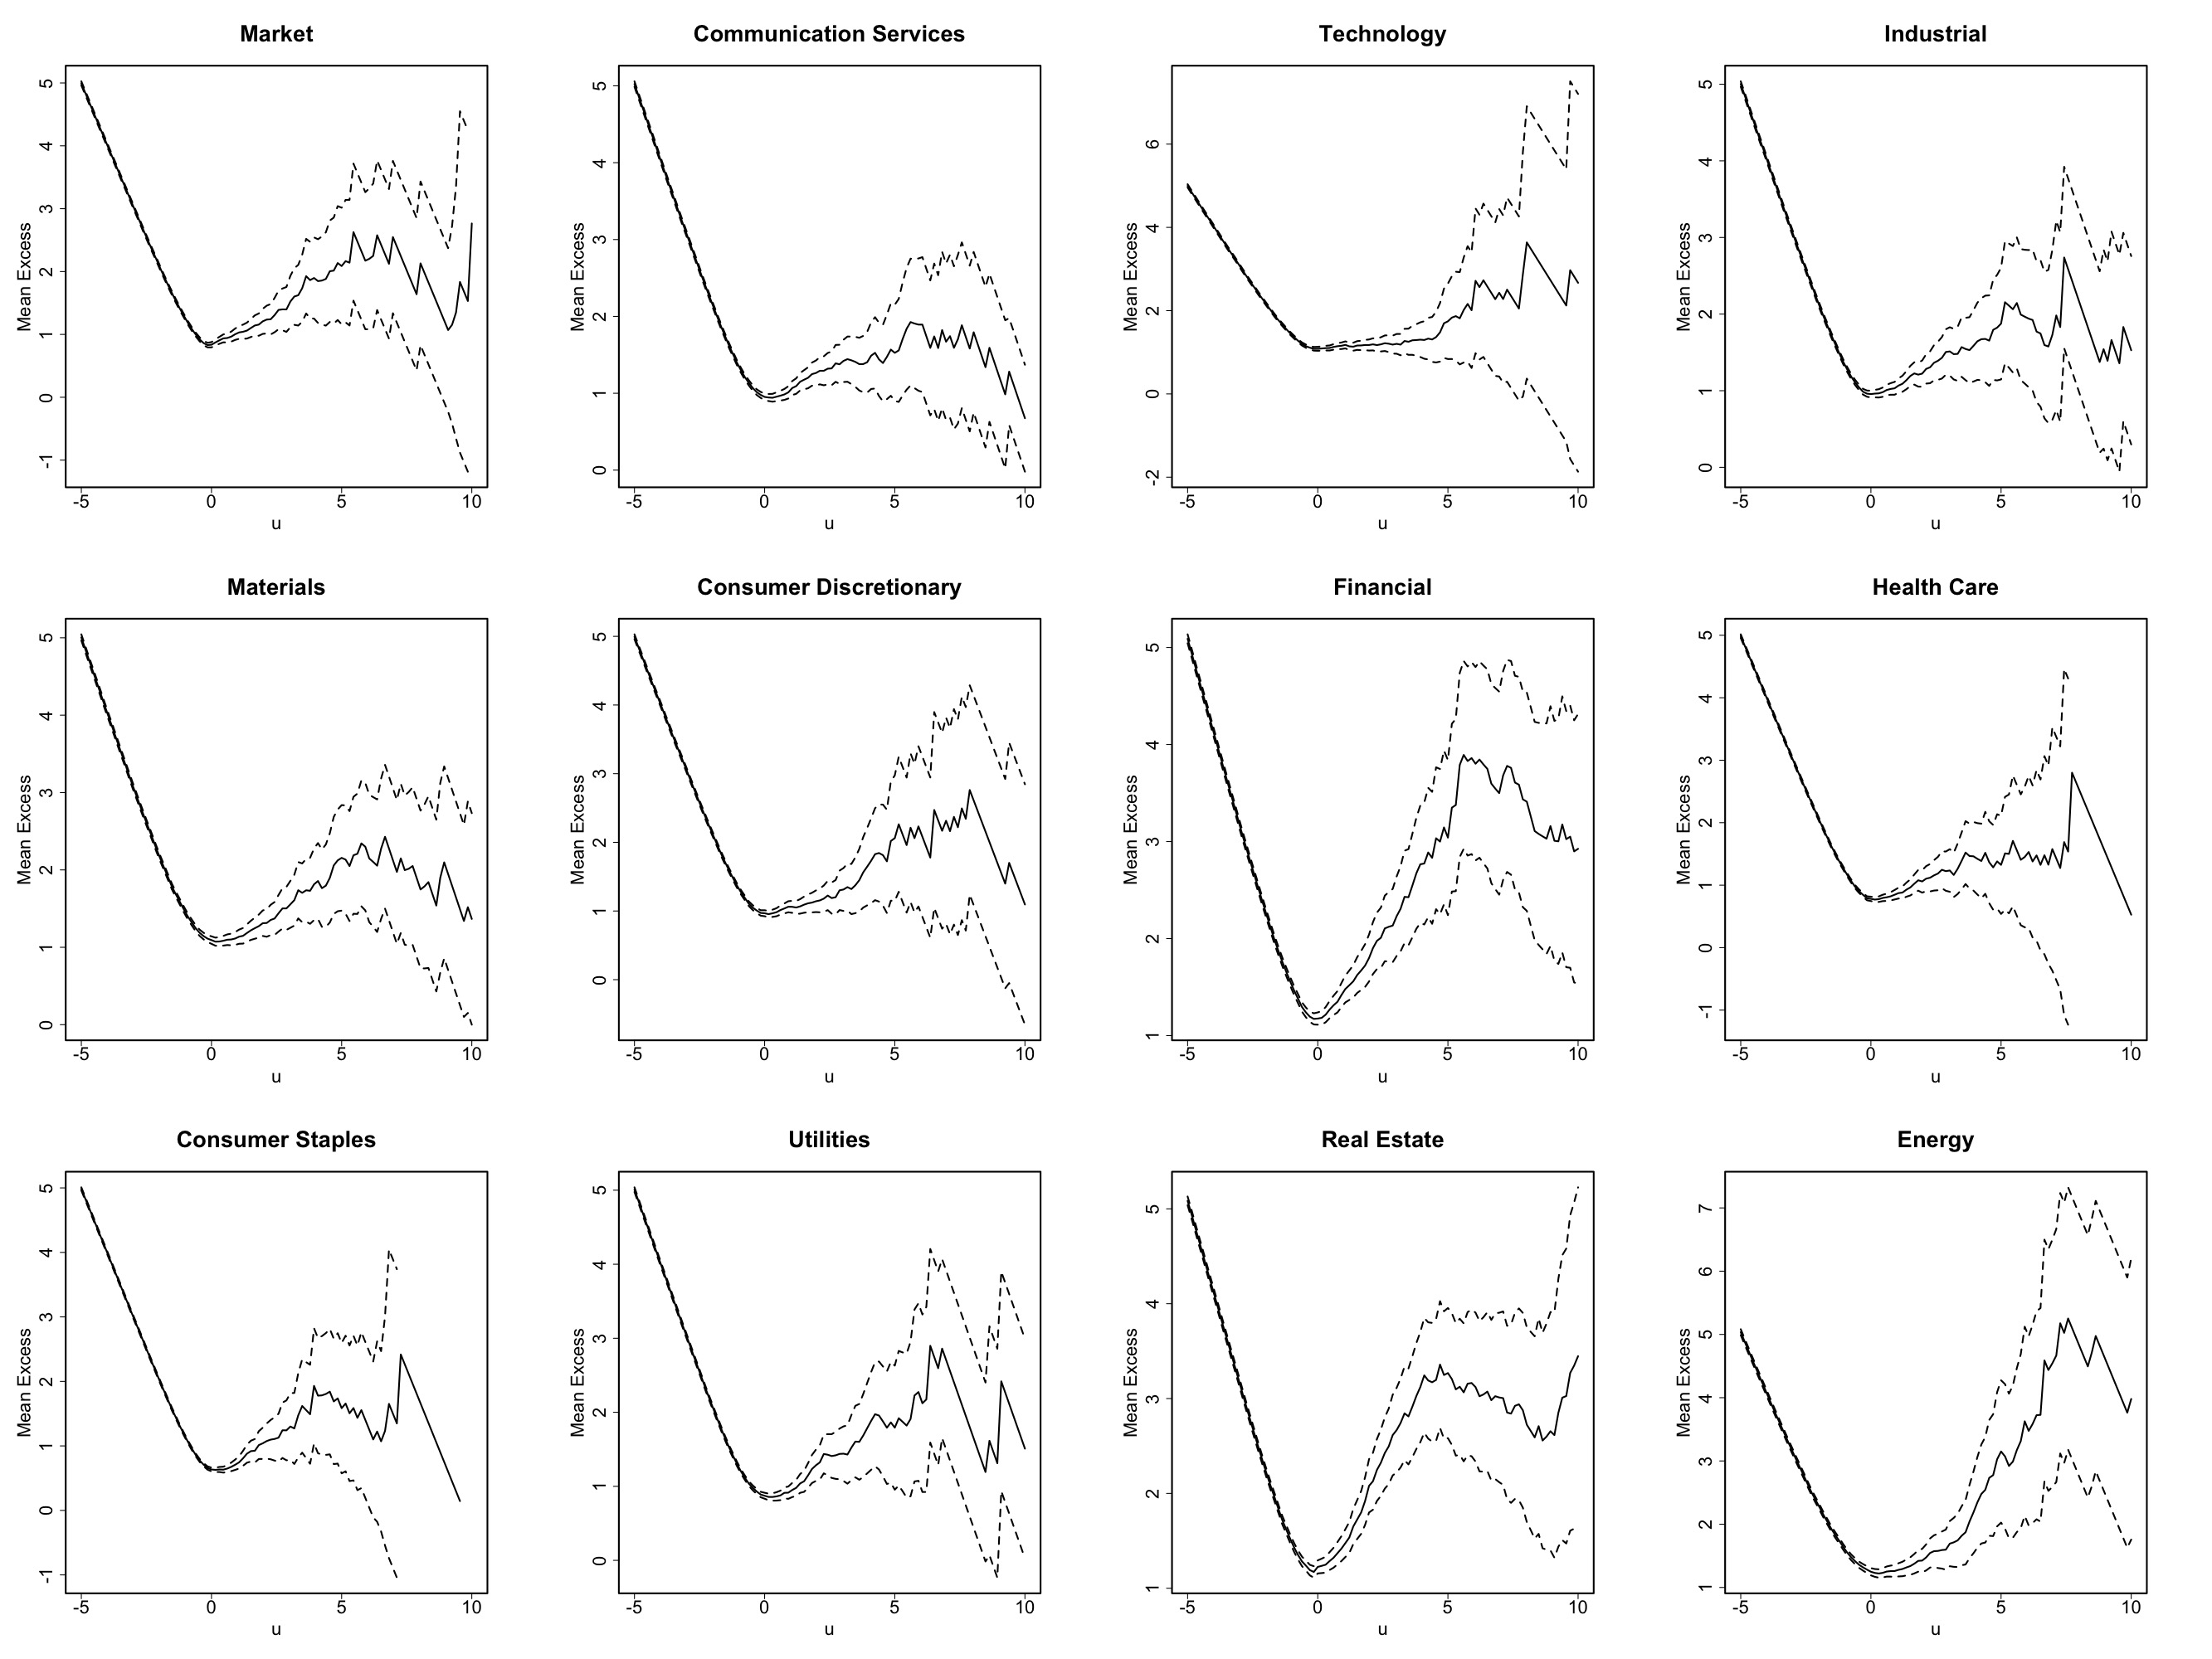 Market
Communication Services
Technology
Industrial
5
4
3
2
1
0
-1
Mean Excess
-5 0 5 10
u
5
4
3
2
1
0
Mean Excess
-5 0 5 10
u
6
4
2
0
-2
Mean Excess
-5 0 5 10
u
5
4
3
2
1
0
Mean Excess
-5 0 5 10
u
Materials
Consumer Discretionary
Financial
Health Care
5
4
3
2
1
0
Mean Excess
-5 0 5 10
u
5
4
3
2
1
0
Mean Excess
-5 0 5 10
u
5
4
3
2
1
Mean Excess
-5 0 5 10
u
5
4
3
2
1
0
-1
Mean Excess
-5 0 5 10
u
Consumer Staples
Utilities
Real Estate
Energy
5
4
3
2
1
0
-1
Mean Excess
-5 0 5 10
u
5
4
3
2
1
0
Mean Excess
-5 0 5 10
u
5
4
3
2
1
Mean Excess
-5 0 5 10
u
7
6
5
4
3
2
1
Mean Excess
-5 0 5 10
u